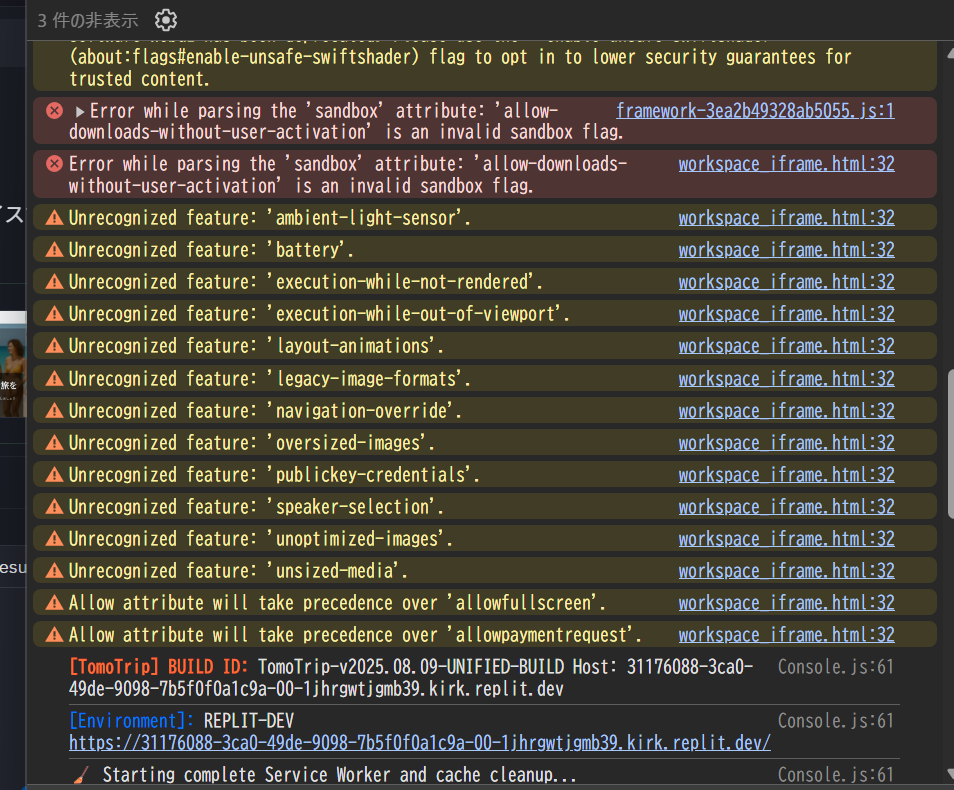 3 件の非表示
(about:flags#enable-unsafe-swiftshader) flag to opt in to lower security guarantees for
trusted content.
▶Error while parsing the 'sandbox' attribute: 'allow- framework-3ea2b49328ab5055.js:1
downloads-without-user-activation' is an invalid sandbox flag.
Error while parsing the 'sandbox' attribute: 'allow-downloads- workspace_iframe.html:32
without-user-activation' is an invalid sandbox flag.
Unrecognized feature: 'ambient-light-sensor'. workspace_iframe.html:32
Unrecognized feature: 'battery'. workspace_iframe.html:32
Unrecognized feature: 'execution-while-not-rendered'. workspace_iframe.html:32
Unrecognized feature: 'execution-while-out-of-viewport'. workspace_iframe.html:32
Unrecognized feature: 'layout-animations'. workspace_iframe.html:32
Unrecognized feature: 'legacy-image-formats'. workspace_iframe.html:32
Unrecognized feature: 'navigation-override'. workspace_iframe.html:32
Unrecognized feature: 'oversized-images'. workspace_iframe.html:32
Unrecognized feature: 'publickey-credentials'. workspace_iframe.html:32
Unrecognized feature: 'speaker-selection'. workspace_iframe.html:32
Unrecognized feature: 'unoptimized-images'. workspace_iframe.html:32
Unrecognized feature: 'unsized-media'. workspace_iframe.html:32
Allow attribute will take precedence over 'allowfullscreen'. workspace_iframe.html:32
Allow attribute will take precedence over 'allowpaymentrequest'. workspace_iframe.html:32
[TomoTrip] BUILD ID: TomoTrip-v2025.08.09-UNIFIED-BUILD Host: 31176088-3ca0- Console.js:61
49de-9098-7b5f0f0a1c9a-00-1jhrgwtjgmb39.kirk.replit.dev
[Environment]: REPLIT-DEV Console.js:61
https://31176088-3ca0-49de-9098-7b5f0f0a1c9a-00-1jhrgwtjgmb39.kirk.replit.dev/
🧹 Starting complete Service Worker and cache cleanup... Console.js:61
イス
旅を
esu